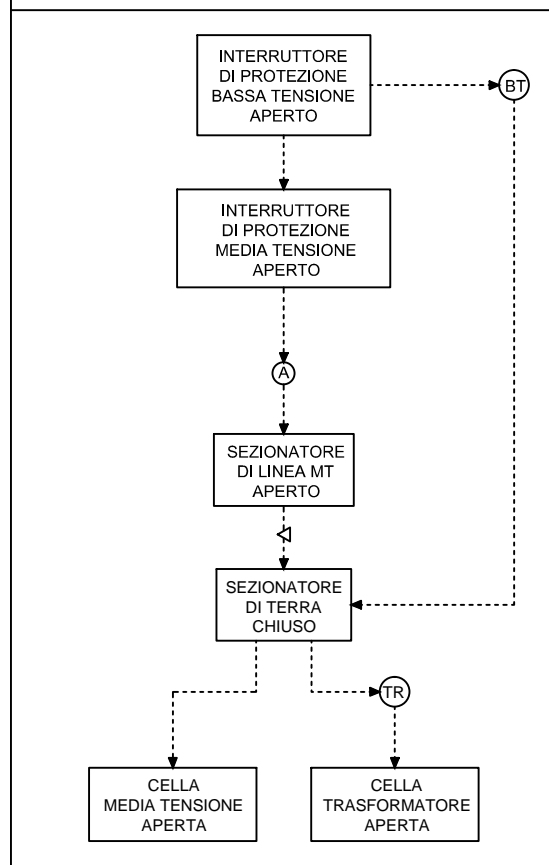 INTERRUTTORE
DI PROTEZIONE
BASSA TENSIONE
APERTO
BT
INTERRUTTORE
DI PROTEZIONE
MEDIA TENSIONE
APERTO
A
SEZIONATORE
DI LINEA MT
APERTO
SEZIONATORE
DI TERRA
CHIUSO
TR
CELLA
MEDIA TENSIONE
APERTA
CELLA
TRASFORMATORE
APERTA